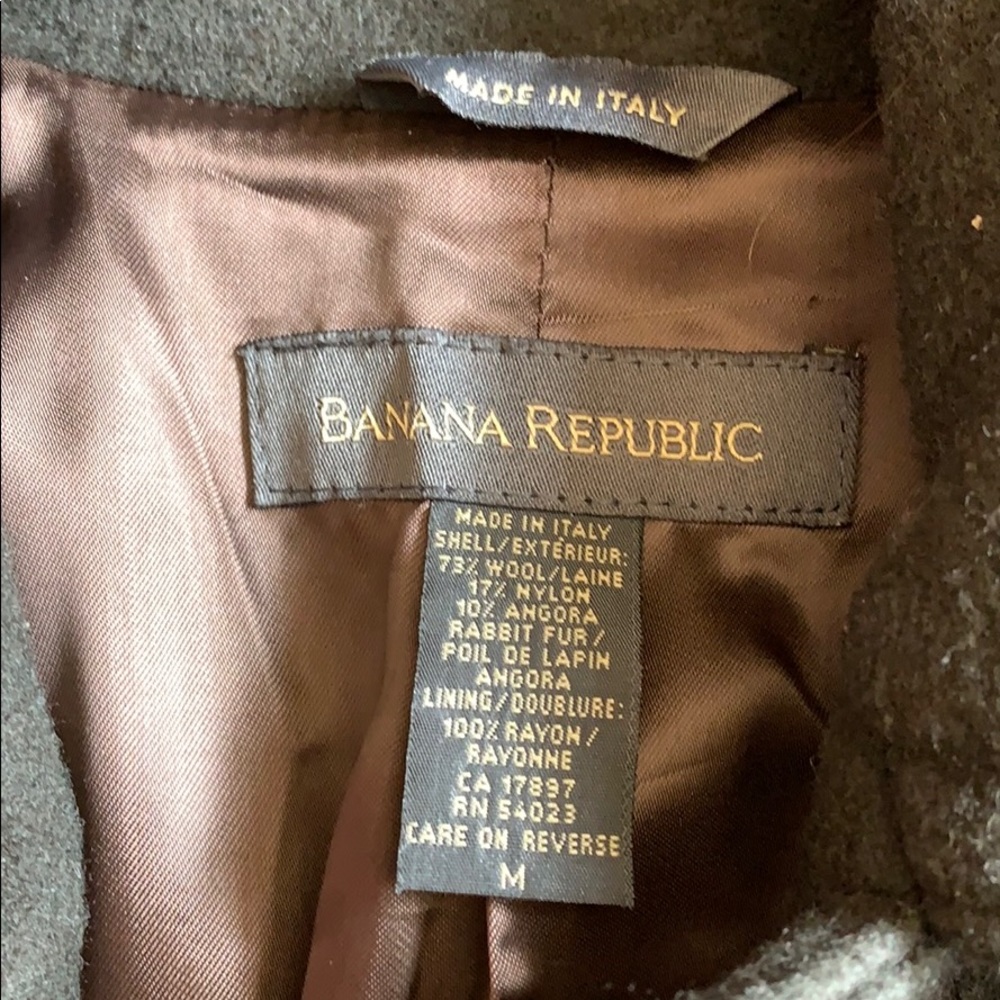 MADE IN ITALY
BANANA REPUBLIC
MADE IN ITALY
SHELL/EXTÉRIEUR:
73% WOOL/LAINE
17% NYLON
10% ANGORA
RABBIT FUR/
POIL DE LAPIN
ANGORA
LINING/DOUBLURE:
100% RAYON/
RAYONNE
CA 17897
RN 54023
CARE ON REVERSE
M